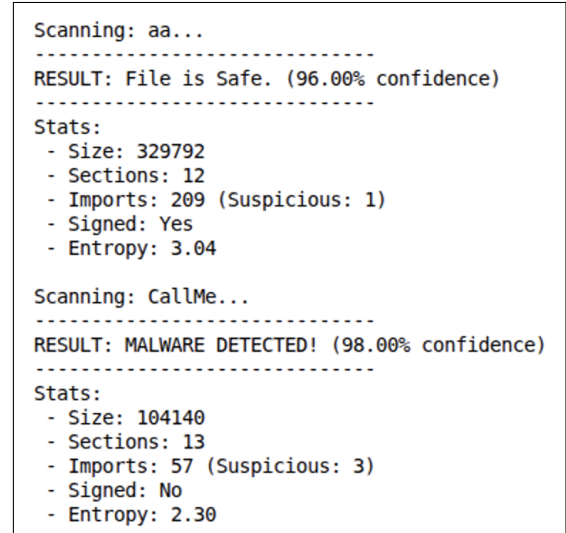 Scanning: aa...
------------------------------
RESULT: File is Safe. (96.00% confidence)
------------------------------
Stats:
- Size: 329792
- Sections: 12
- Imports: 209 (Suspicious: 1)
- Signed: Yes
- Entropy: 3.04
Scanning: CallMe...
------------------------------
RESULT: MALWARE DETECTED! (98.00% confidence)
------------------------------
Stats:
- Size: 104140
- Sections: 13
- Imports: 57 (Suspicious: 3)
- Signed: No
- Entropy: 2.30